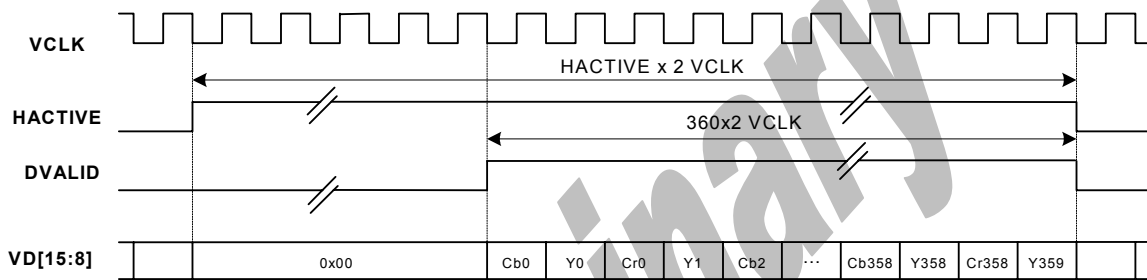 VCLK
HACTIVE x 2 VCLK
HACTIVE
360x2 VCLK
DVALID
VD[15:8] 0x00 Cb0 Y0 Cr0 Y1 Cb2 ... Cb358 Y358 Cr358 Y359
inary